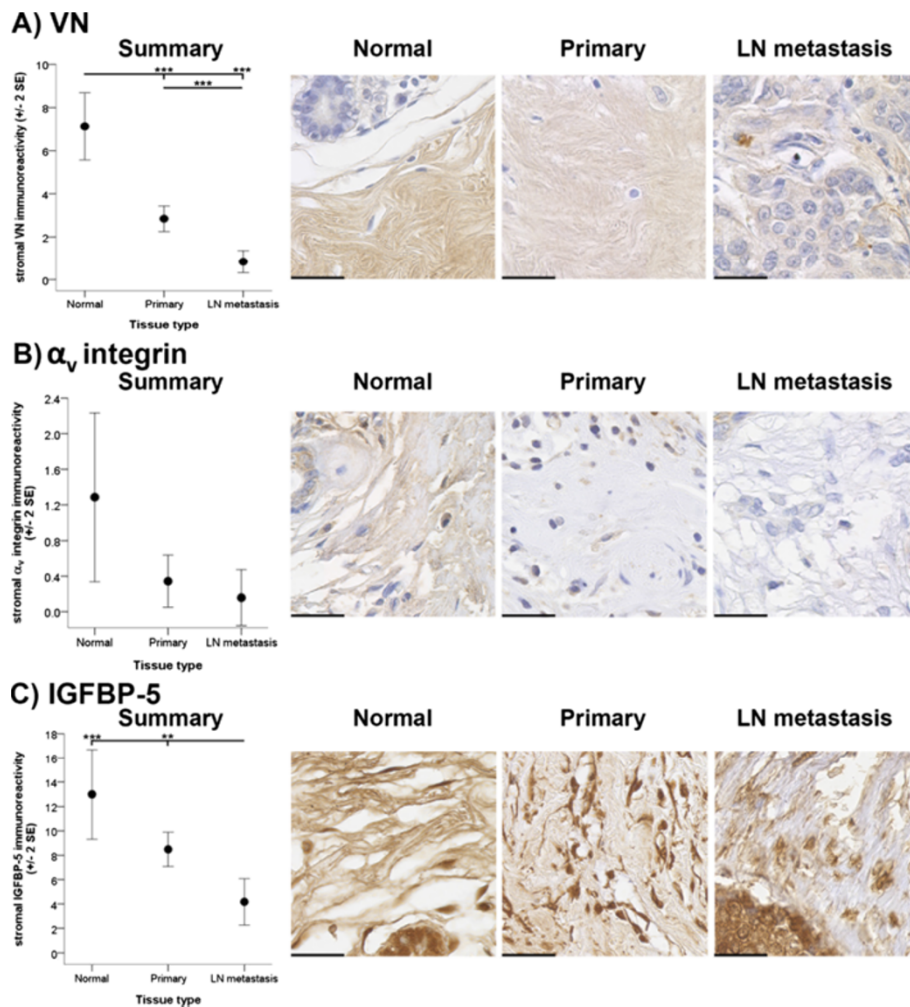 A) VN
Summary
Normal
Primary
LN metastasis
stromal VN immunoreactivity (+/- 2 SE)
10
8
6
4
2
0
***
***
***
Normal
Primary
LN metastasis
Tissue type
B) αv integrin
Summary
Normal
Primary
LN metastasis
stromal αv integrin immunoreactivity
(+/- 2 SE)
2.4
2.0
1.6
1.2
0.8
0.4
0.0
Normal
Primary
LN metastasis
Tissue type
C) IGFBP-5
Summary
Normal
Primary
LN metastasis
stromal IGFBP-5 immunoreactivity
(+/- 2 SE)
18
16
14
12
10
8
6
4
2
0
***
**
Normal
Primary
LN metastasis
Tissue type